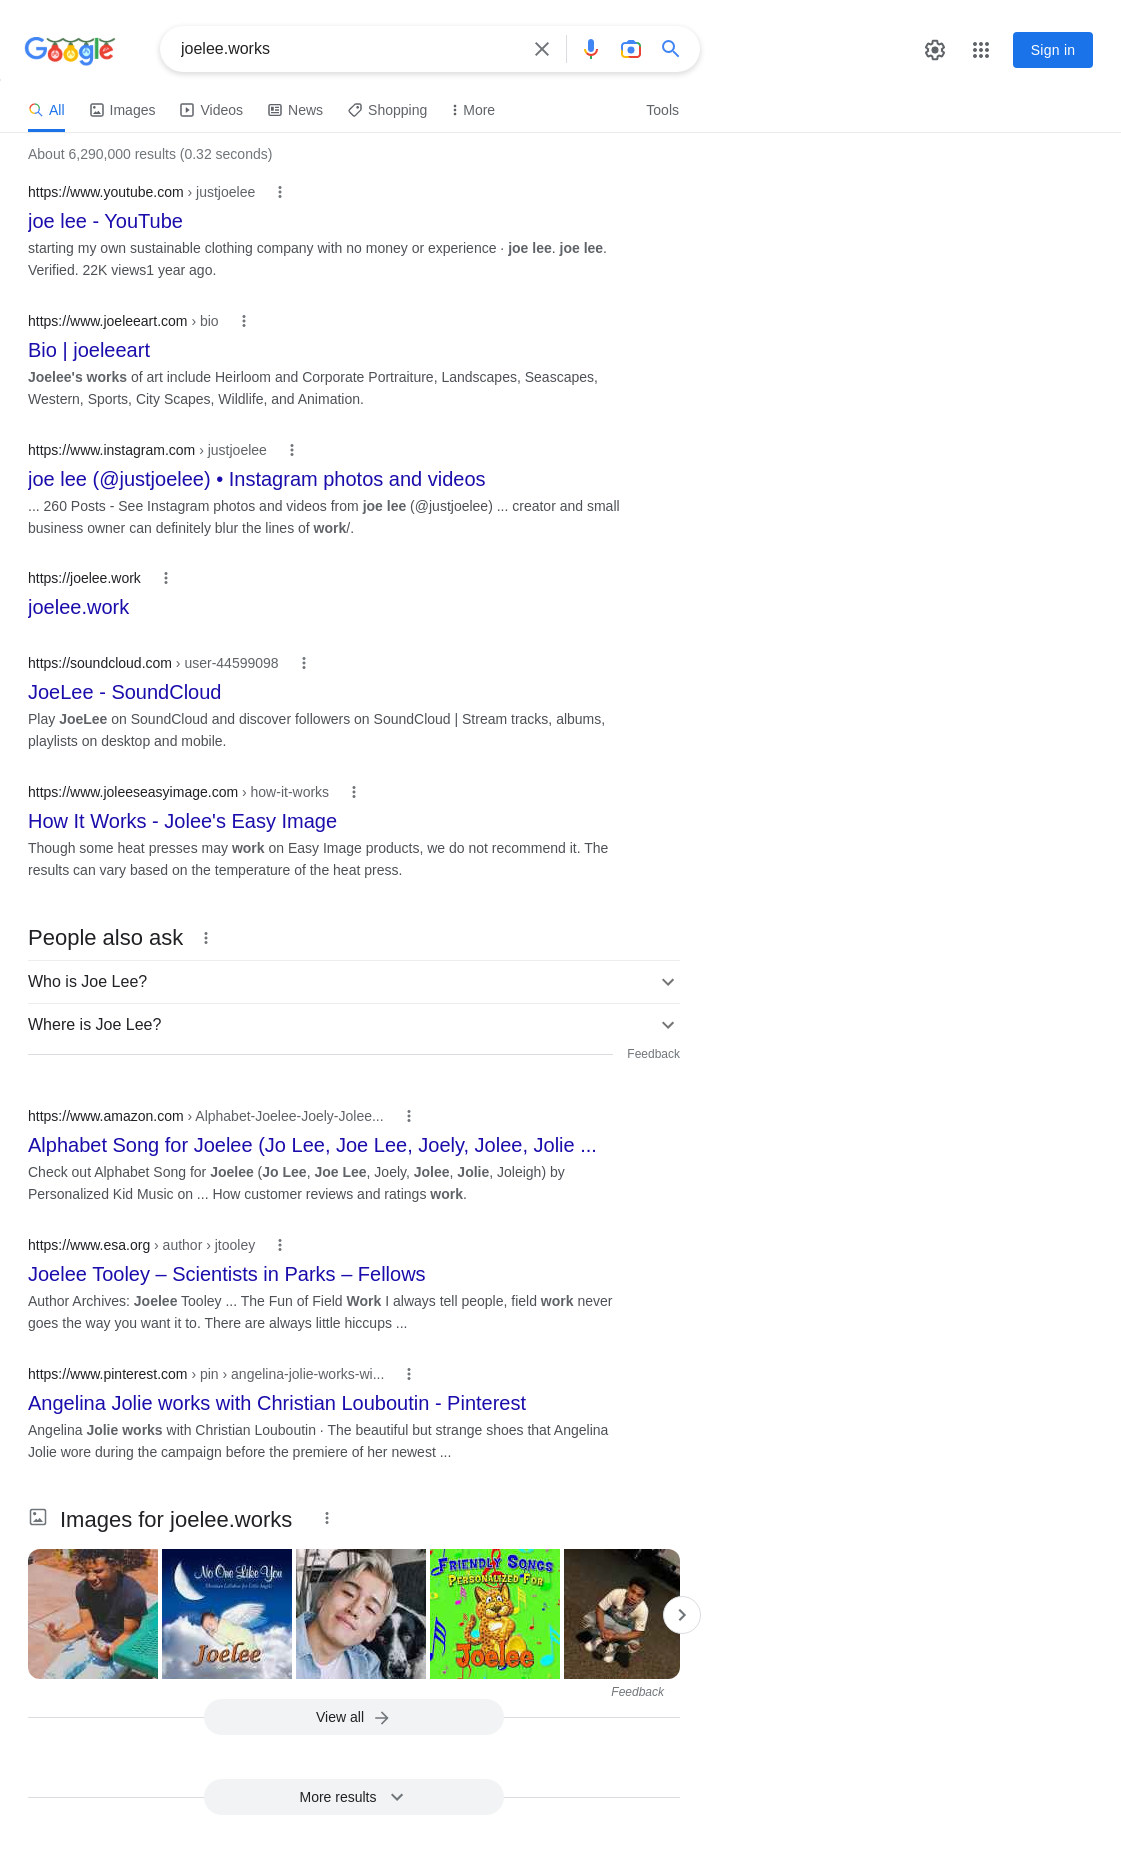 Google
joelee.works
Sign in
All
Images
Videos
News
Shopping
More
Tools
About 6,290,000 results (0.32 seconds)
https://www.youtube.com › justjoelee
joe lee - YouTube
starting my own sustainable clothing company with no money or experience · joe lee. joe lee.
Verified. 22K views1 year ago.
https://www.joeleeart.com › bio
Bio | joeleeart
Joelee's works of art include Heirloom and Corporate Portraiture, Landscapes, Seascapes,
Western, Sports, City Scapes, Wildlife, and Animation.
https://www.instagram.com › justjoelee
joe lee (@justjoelee) • Instagram photos and videos
... 260 Posts - See Instagram photos and videos from joe lee (@justjoelee) ... creator and small
business owner can definitely blur the lines of work/.
https://joelee.work
joelee.work
https://soundcloud.com › user-44599098
JoeLee - SoundCloud
Play JoeLee on SoundCloud and discover followers on SoundCloud | Stream tracks, albums,
playlists on desktop and mobile.
https://www.joleeseasyimage.com › how-it-works
How It Works - Jolee's Easy Image
Though some heat presses may work on Easy Image products, we do not recommend it. The
results can vary based on the temperature of the heat press.
People also ask
Who is Joe Lee?
Where is Joe Lee?
Feedback
https://www.amazon.com › Alphabet-Joelee-Joely-Jolee...
Alphabet Song for Joelee (Jo Lee, Joe Lee, Joely, Jolee, Jolie ...
Check out Alphabet Song for Joelee (Jo Lee, Joe Lee, Joely, Jolee, Jolie, Joleigh) by
Personalized Kid Music on ... How customer reviews and ratings work.
https://www.esa.org › author › jtooley
Joelee Tooley – Scientists in Parks – Fellows
Author Archives: Joelee Tooley ... The Fun of Field Work I always tell people, field work never
goes the way you want it to. There are always little hiccups ...
https://www.pinterest.com › pin › angelina-jolie-works-wi...
Angelina Jolie works with Christian Louboutin - Pinterest
Angelina Jolie works with Christian Louboutin · The beautiful but strange shoes that Angelina
Jolie wore during the campaign before the premiere of her newest ...
Images for joelee.works
No One Like You
Joelee
FRIENDLY SONGS
PERSONALIZED FOR
Joelee
Feedback
View all
More results